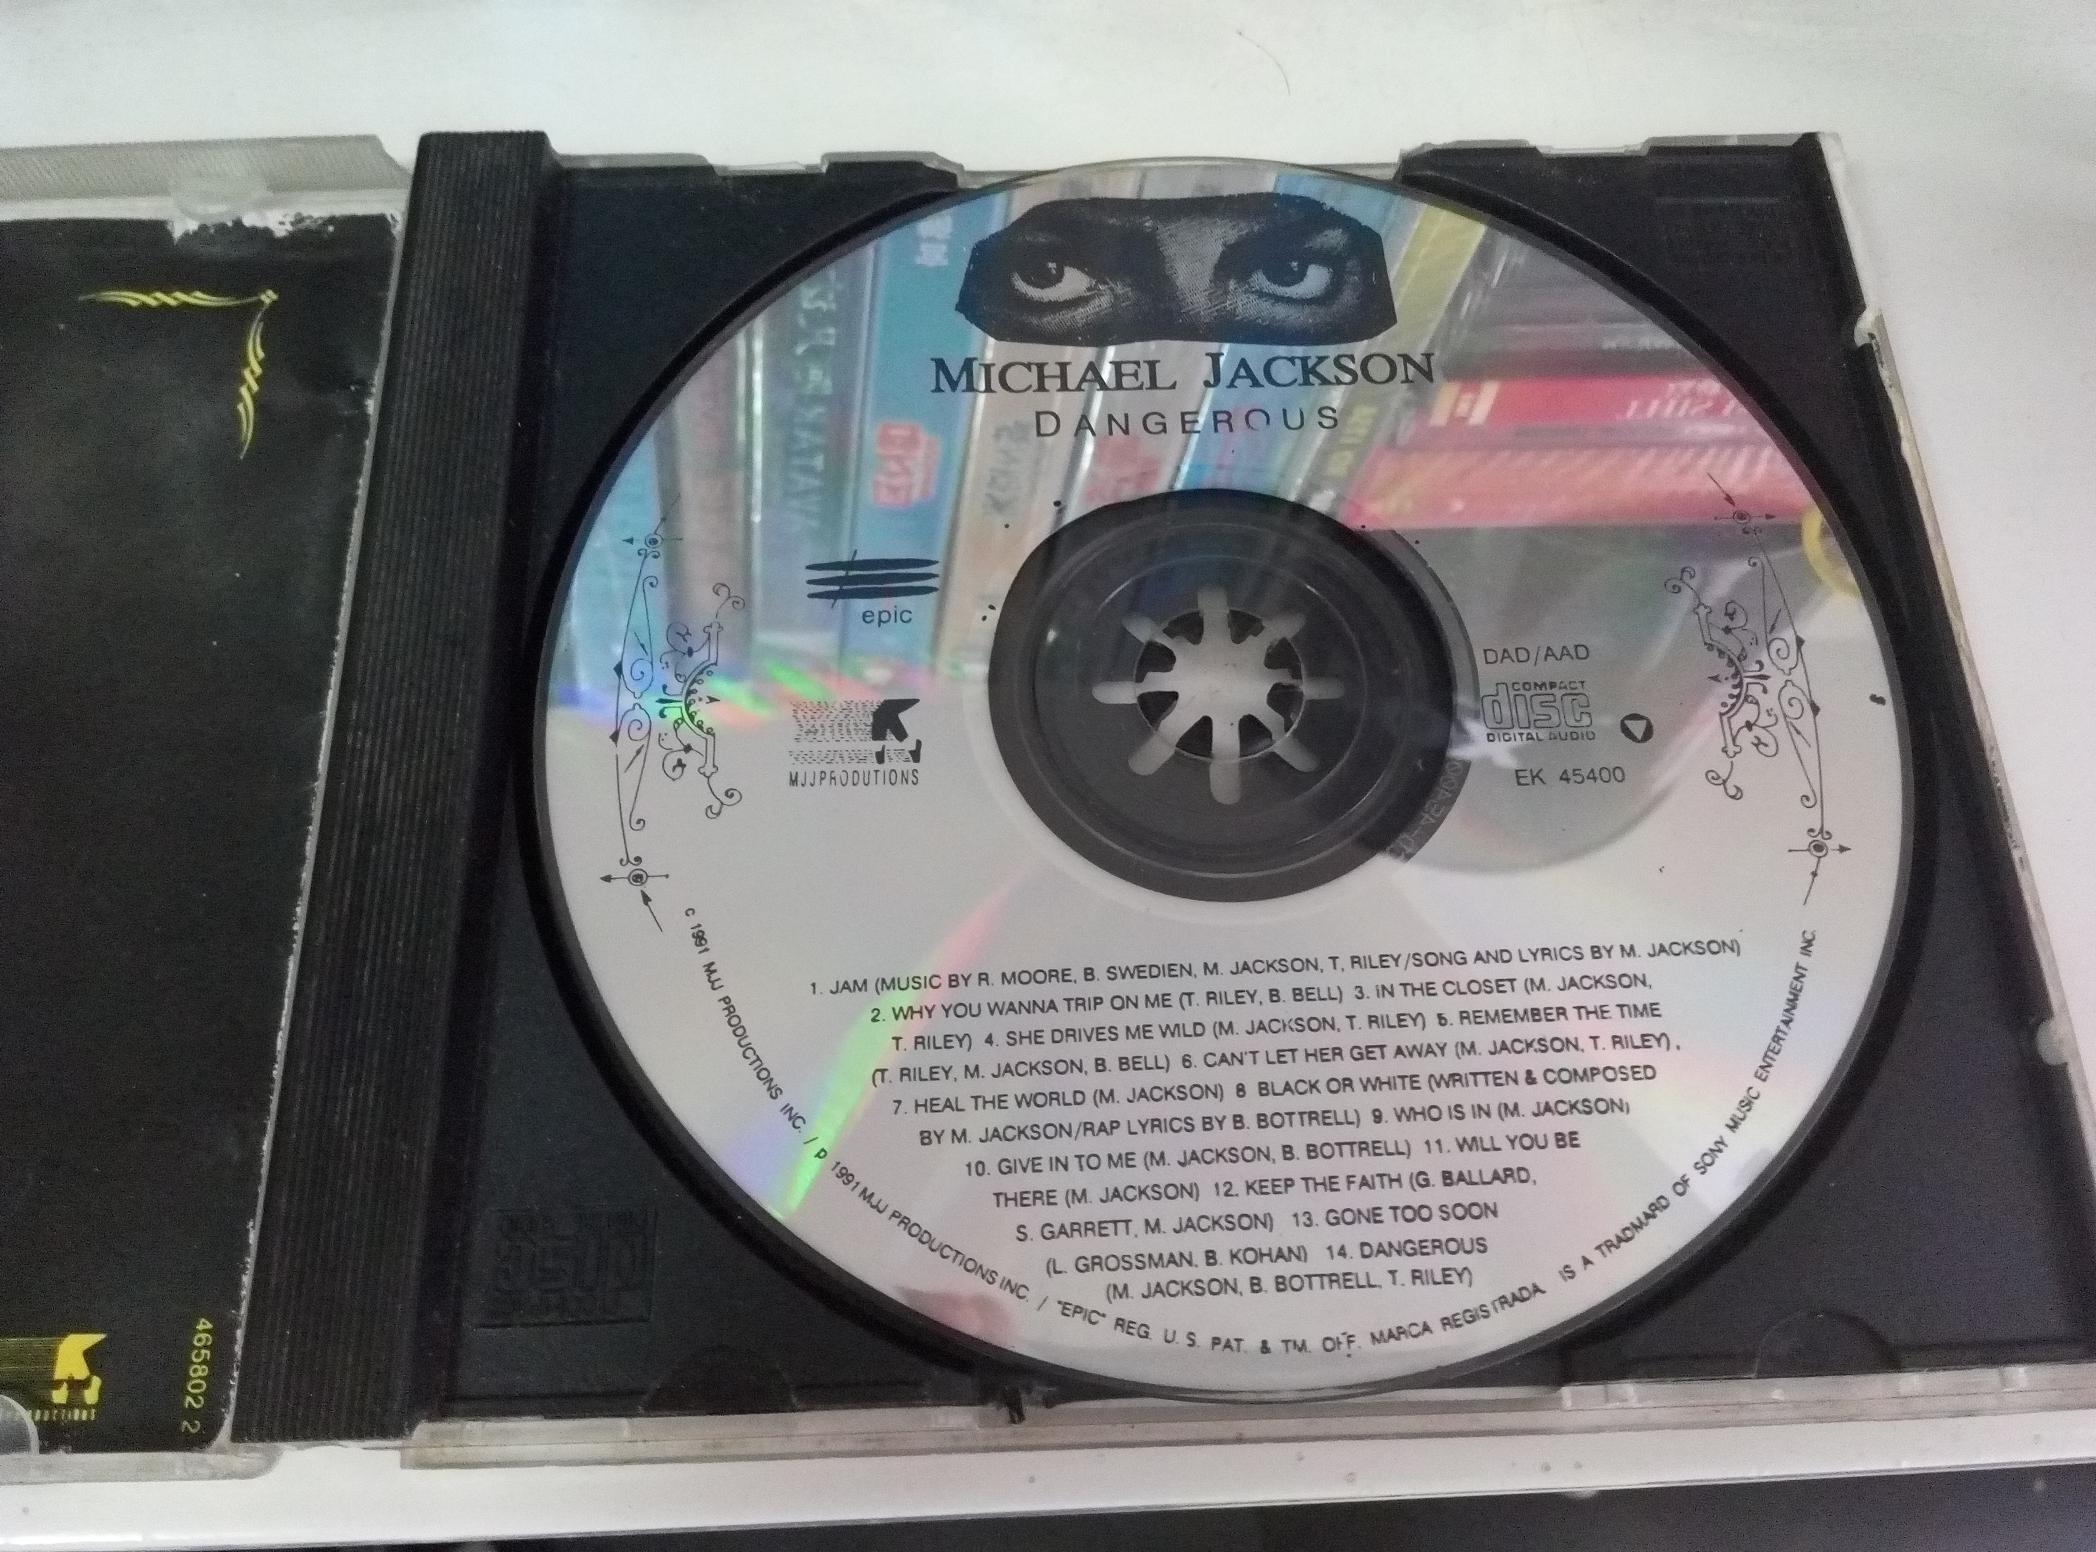 MICHAEL JACKSON
DANGEROUS
epic
MJJPRODUTIONS
DAD/AAD
COMPACT
disc
DIGITAL AUDIO
EK 45400
1. JAM (MUSIC BY R. MOORE, B. SWEDIEN, M. JACKSON, T, RILEY/SONG AND LYRICS BY M. JACKSON)
2. WHY YOU WANNA TRIP ON ME (T. RILEY, B. BELL) 3. IN THE CLOSET (M. JACKSON,
T. RILEY) 4. SHE DRIVES ME WILD (M. JACKSON, T. RILEY) 5. REMEMBER THE TIME
(T. RILEY, M. JACKSON, B. BELL) 6. CAN'T LET HER GET AWAY (M. JACKSON, T. RILEY).
7. HEAL THE WORLD (M. JACKSON) 8 BLACK OR WHITE (WRITTEN & COMPOSED
BY M. JACKSON/RAP LYRICS BY B. BOTTRELL) 9. WHO IS IN (M. JACKSON)
10. GIVE IN TO ME (M. JACKSON, B. BOTTRELL) 11. WILL YOU BE
THERE (M. JACKSON) 12. KEEP THE FAITH (G. BALLARD,
S. GARRETT, M. JACKSON) 13. GONE TOO SOON
(L. GROSSMAN. B. KOHAN) 14. DANGEROUS
(M. JACKSON, B. BOTTRELL, T. RILEY)
c 1991 MJJ PRODUCTIONS INC. / p 1991 MJJ PRODUCTIONS INC. / "EPIC" REG. U.S. PAT. & TM. OFF. MARCA REGISTRADA. IS A TRADMARD OF SONY MUSIC ENTERTAINMENT INC.
465802 2